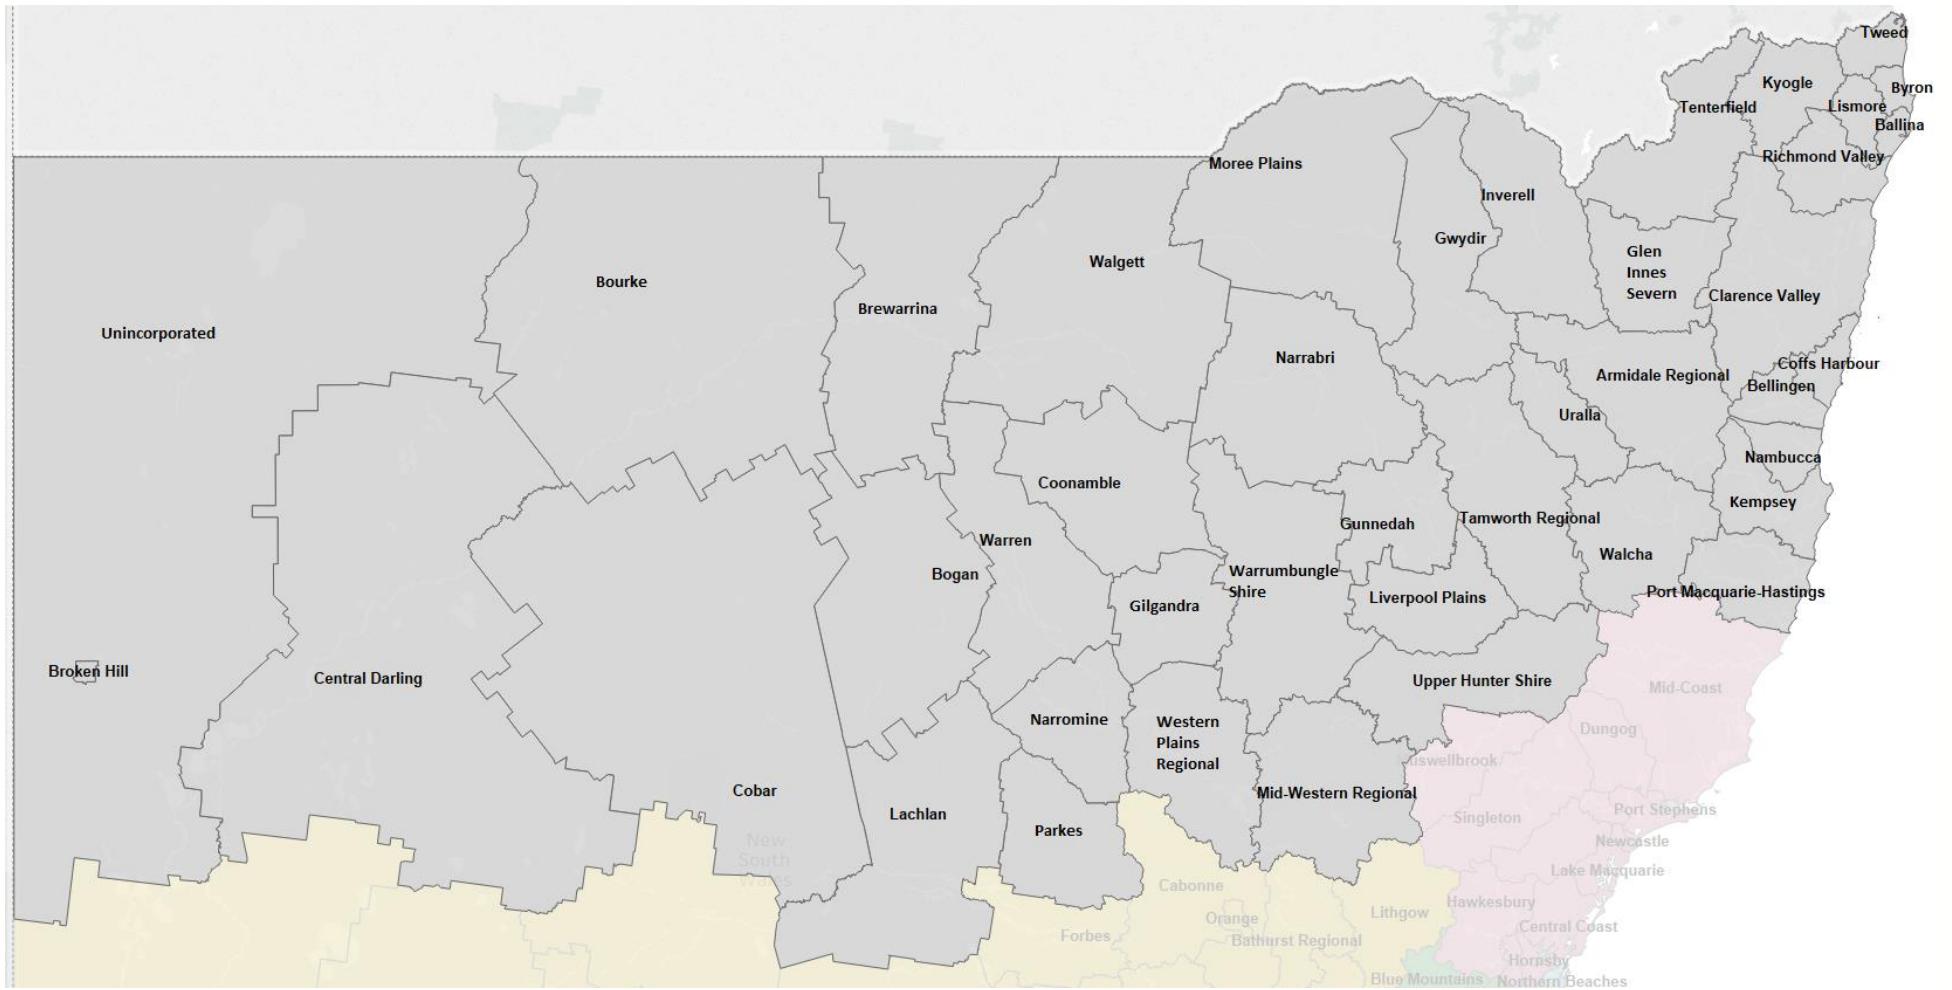 Tweed
Kyogle
Byron
Tenterfield
Lismore
Ballina
Richmond Valley
Moree Plains
Inverell
Gwydir
Glen
Innes
Severn
Walgett
Bourke
Clarence Valley
Brewarrina
Unincorporated
Narrabri
Coffs Harbour
Armidale Regional
Bellingen
Uralla
Nambucca
Coonamble
Kempsey
Gunnedah
Tamworth Regional
Warren
Walcha
Bogan
Warrumbungle
Shire
Liverpool Plains
Port Macquarie-Hastings
Gilgandra
Broken Hill
Central Darling
Upper Hunter Shire
Mid-Coast
Narromine
Western
Plains
Regional
Dungog
uswellbrook
Cobar
Mid-Western Regional
Lachlan
Parkes
Singleton
Port Stephens
New
South
Wales
Newcastle
Lake Macquarie
Cabonne
Hawkesbury
Lithgow
Orange
Central Coast
Forbes
Bathurst Regional
Hornsby
Blue Mountains
Northern Beaches